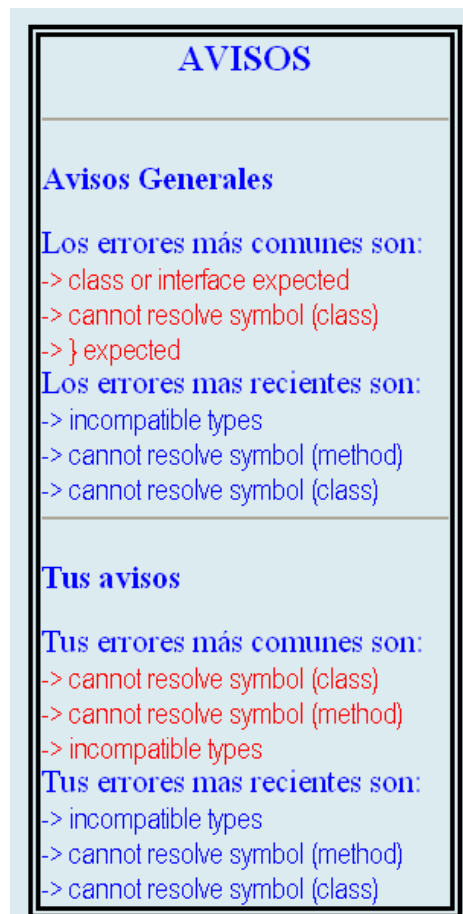 AVISOS
Avisos Generales
Los errores más comunes son:
-> class or interface expected
-> cannot resolve symbol (class)
-> } expected
Los errores mas recientes son:
-> incompatible types
-> cannot resolve symbol (method)
-> cannot resolve symbol (class)
Tus avisos
Tus errores más comunes son:
-> cannot resolve symbol (class)
-> cannot resolve symbol (method)
-> incompatible types
Tus errores mas recientes son:
-> incompatible types
-> cannot resolve symbol (method)
-> cannot resolve symbol (class)